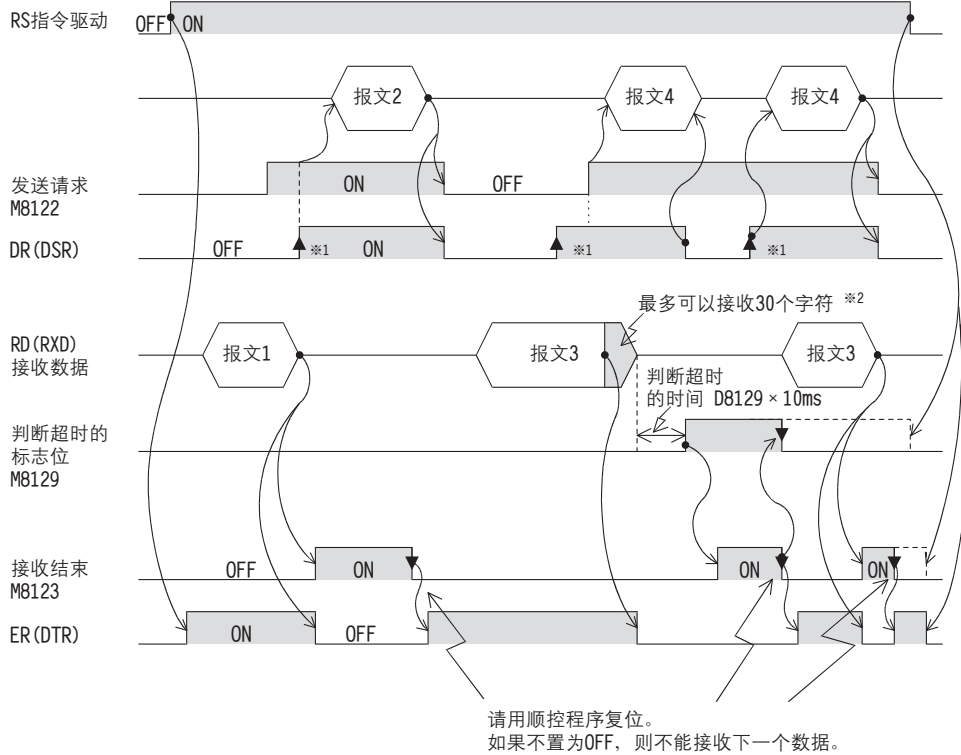 RS指令驱动 OFF ON
报文2 报文4 报文4
发送请求
M8122
ON OFF
DR(DSR) OFF ※1 ON ※1 ※1
最多可以接收30个字符 ※2
RD(RXD)
接收数据
报文1 报文3 报文3
判断超时
的时间 D8129×10ms
判断超时的
标志位
M8129
接收结束
M8123
OFF ON ON ON
ER(DTR) ON OFF
请用顺控程序复位。
如果不置为OFF，则不能接收下一个数据。